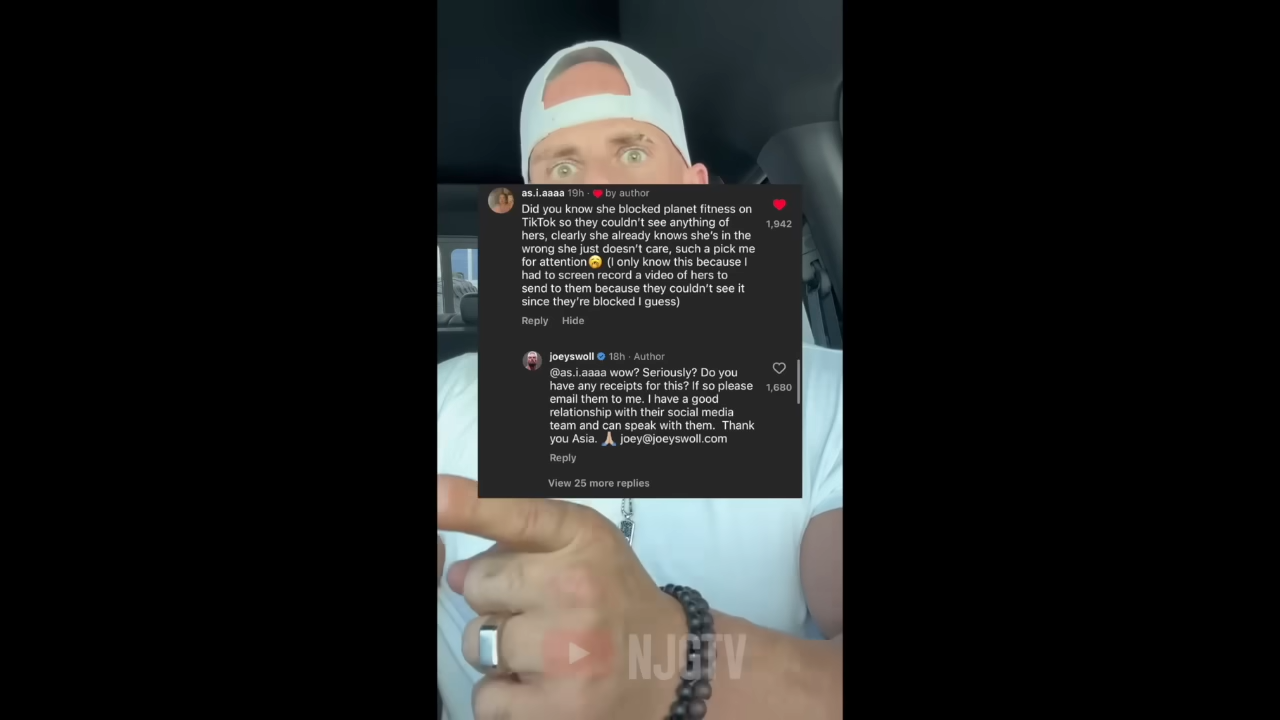 as.i.aaaa 19h · ❤️ by author
Did you know she blocked planet fitness on
TikTok so they couldn't see anything of
hers, clearly she already knows she's in the
wrong she just doesn't care, such a pick me
for attention🥱 (I only know this because I
had to screen record a video of hers to
send to them because they couldn't see it
since they're blocked I guess)
1,942
Reply Hide
joeyswoll 18h · Author
@as.i.aaaa wow? Seriously? Do you
have any receipts for this? If so please
email them to me. I have a good
relationship with their social media
team and can speak with them. Thank
you Asia. 🙏🏼 joey@joeyswoll.com
1,680
Reply
View 25 more replies
NJGTV